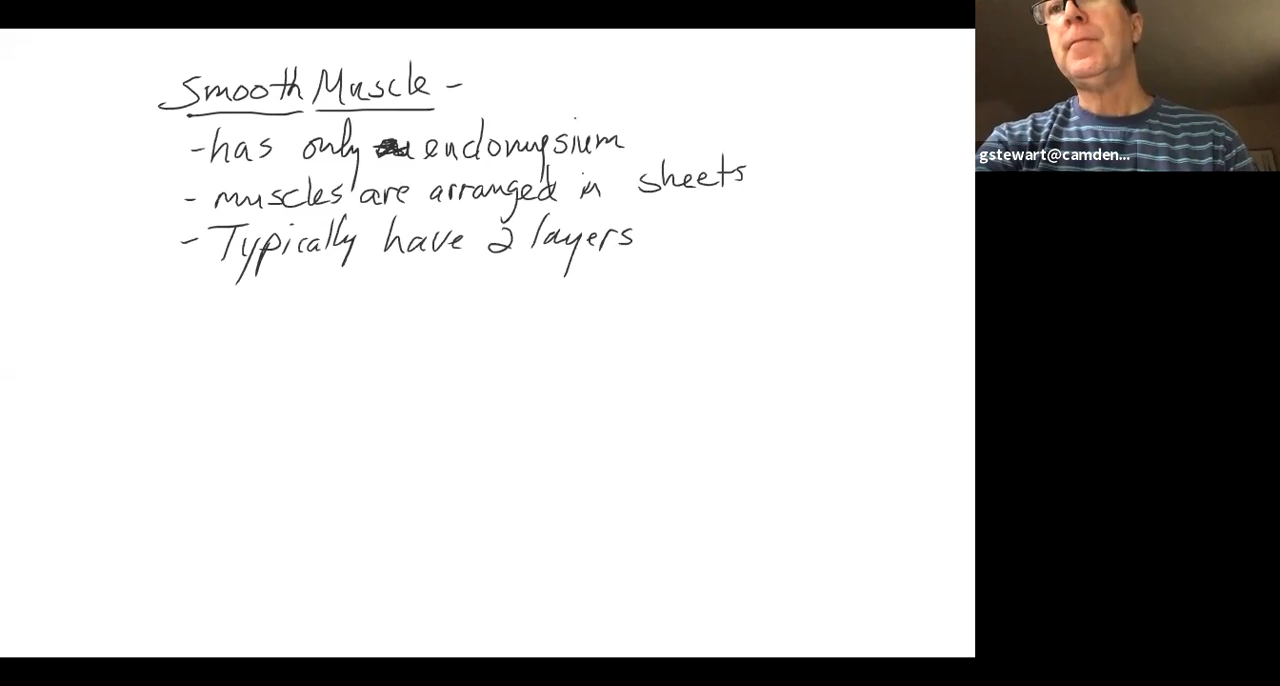 Smooth Muscle -
- has only endomysium
- muscles are arranged in sheets
- Typically have 2 layers
gstewart@camden...